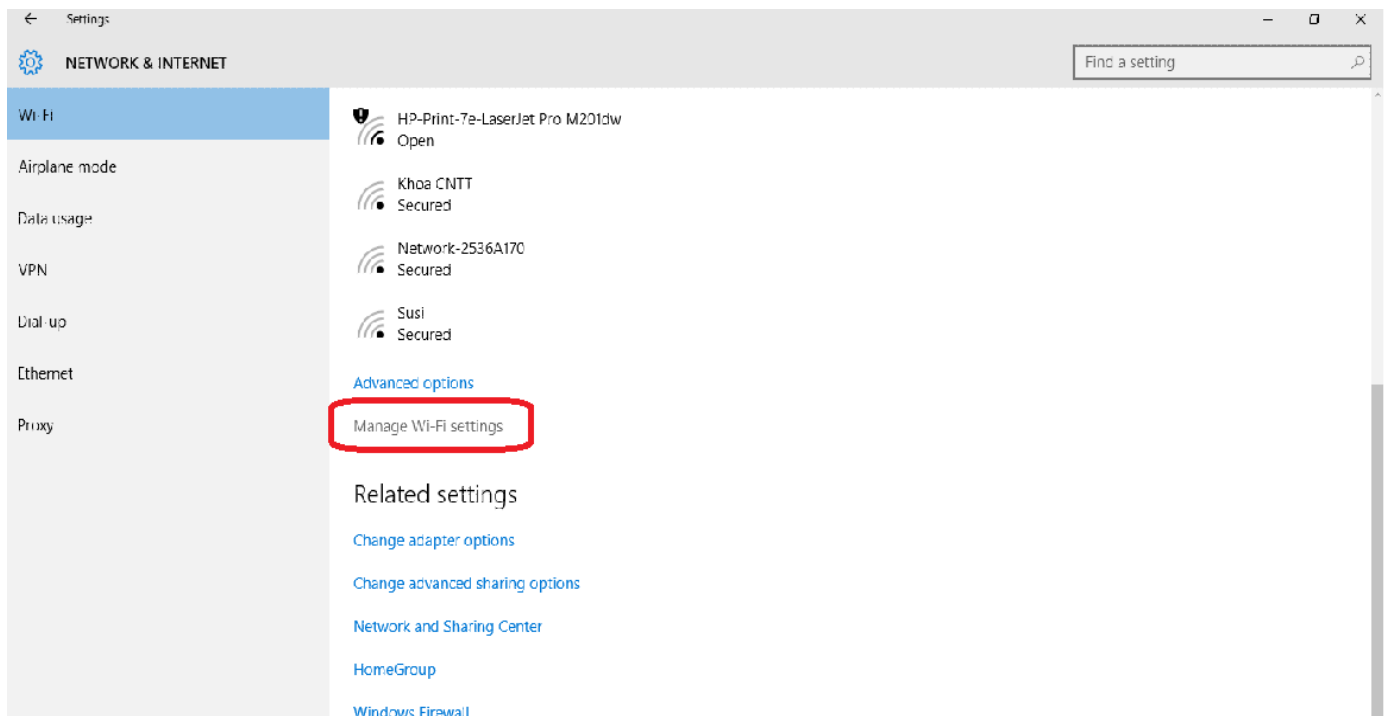 Settings
NETWORK & INTERNET
Find a setting
Wi-Fi
Airplane mode
Data usage
VPN
Dial-up
Ethernet
Proxy
HP-Print-7e-LaserJet Pro M201dw
Open
Khoa CNTT
Secured
Network-2536A170
Secured
Susi
Secured
Advanced options
Manage Wi-Fi settings
Related settings
Change adapter options
Change advanced sharing options
Network and Sharing Center
HomeGroup
Windows Firewall